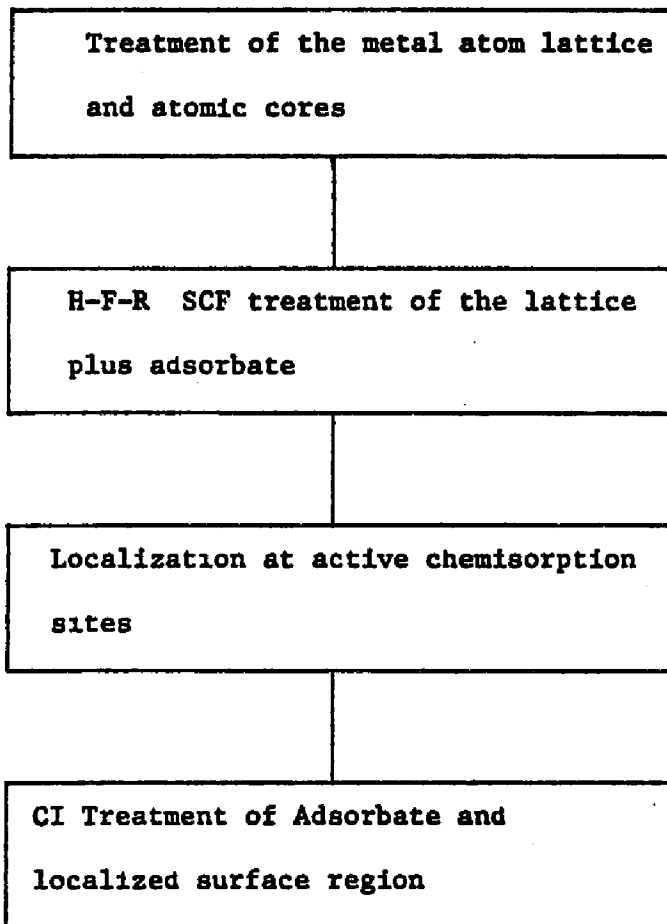 Treatment of the metal atom lattice
and atomic cores
H-F-R SCF treatment of the lattice
plus adsorbate
Localization at active chemisorption
sites
CI Treatment of Adsorbate and
localized surface region